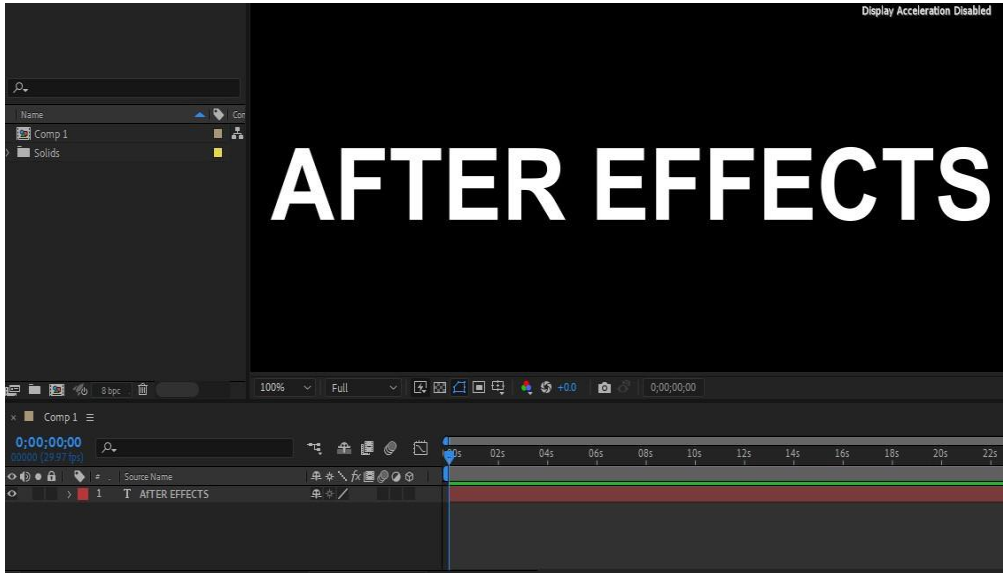 Display Acceleration Disabled
Name
Comp 1
Solids
AFTER EFFECTS
8 bpc
100%
Full
+0.0
0;00;00;00
Comp 1
0;00;00;00
00000 (29.97 fps)
02s 04s 06s 08s 10s 12s 14s 16s 18s 20s 22s
# . Source Name
fx
1 T AfTER EFFECTS